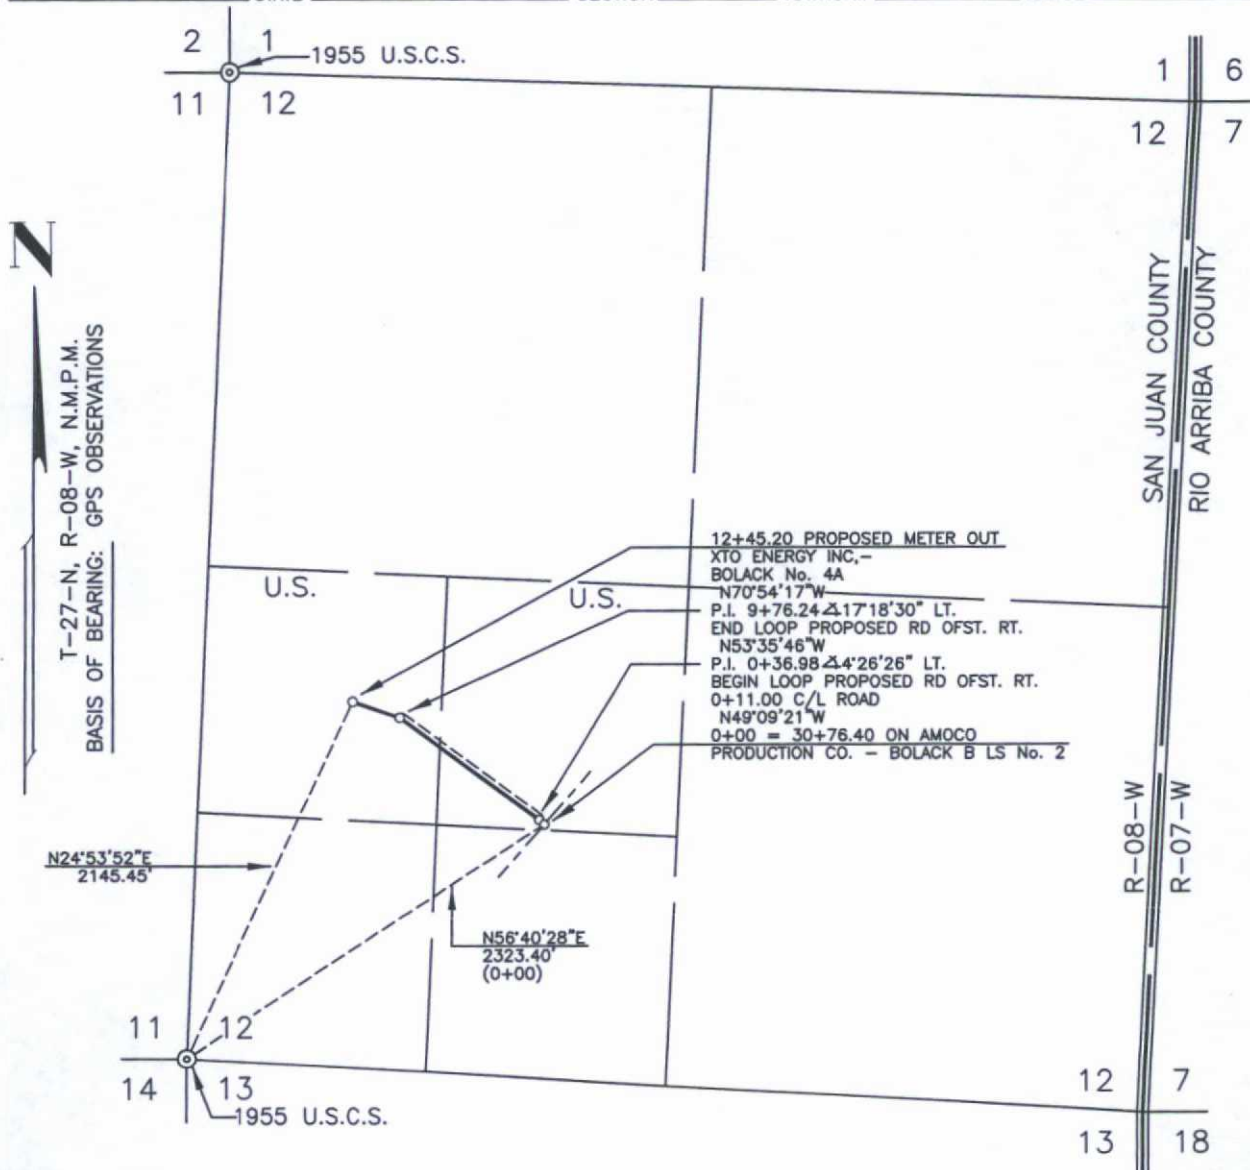 2 1
1955 U.S.C.S.
11 12
1 6
12 7
N
T-27-N, R-08-W, N.M.P.M.
BASIS OF BEARING: GPS OBSERVATIONS
SAN JUAN COUNTY
RIO ARRIBA COUNTY
U.S.
U.S.
12+45.20 PROPOSED METER OUT
XTO ENERGY INC,-
BOLACK No. 4A
N70°54'17"W
P.I. 9+76.24 ∡17°18'30" LT.
END LOOP PROPOSED RD OFST. RT.
N53°35'46"W
P.I. 0+36.98 ∡4°26'26" LT.
BEGIN LOOP PROPOSED RD OFST. RT.
0+11.00 C/L ROAD
N49°09'21"W
0+00 = 30+76.40 ON AMOCO
PRODUCTION CO. - BOLACK B LS No. 2
R-08-W
R-07-W
N24°53'52"E
2145.45'
N56°40'28"E
2323.40'
(0+00)
11 12
14 13
1955 U.S.C.S.
12 7
13 18